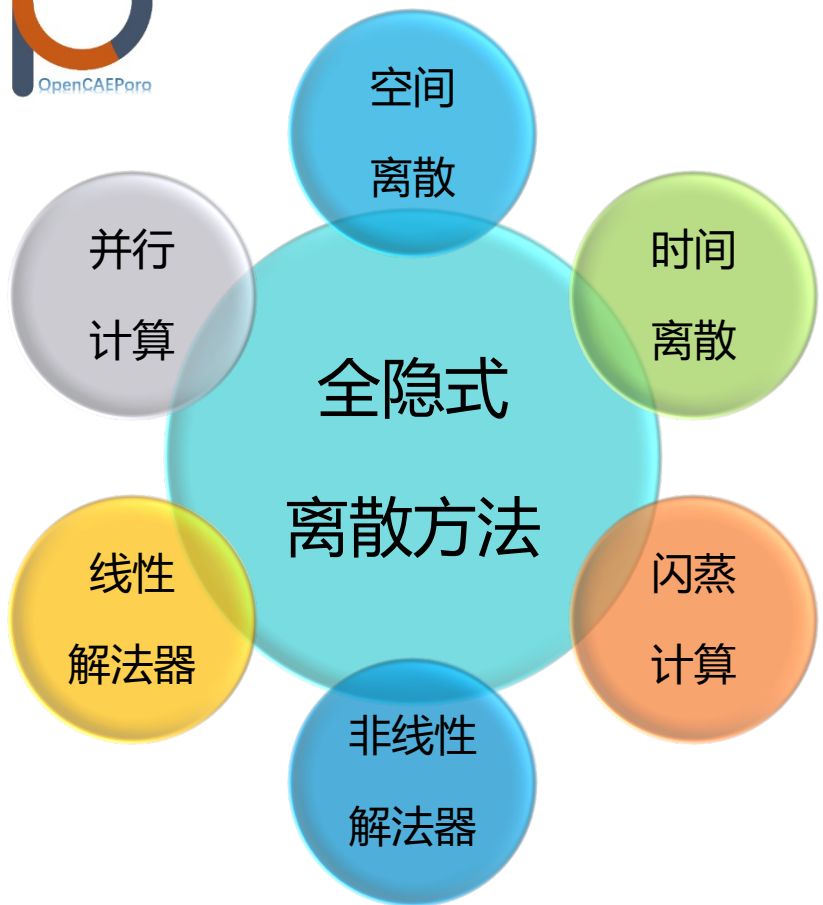 OpenCAEPoro
空间
离散
并行
计算
时间
离散
全隐式
离散方法
线性
解法器
闪蒸
计算
非线性
解法器